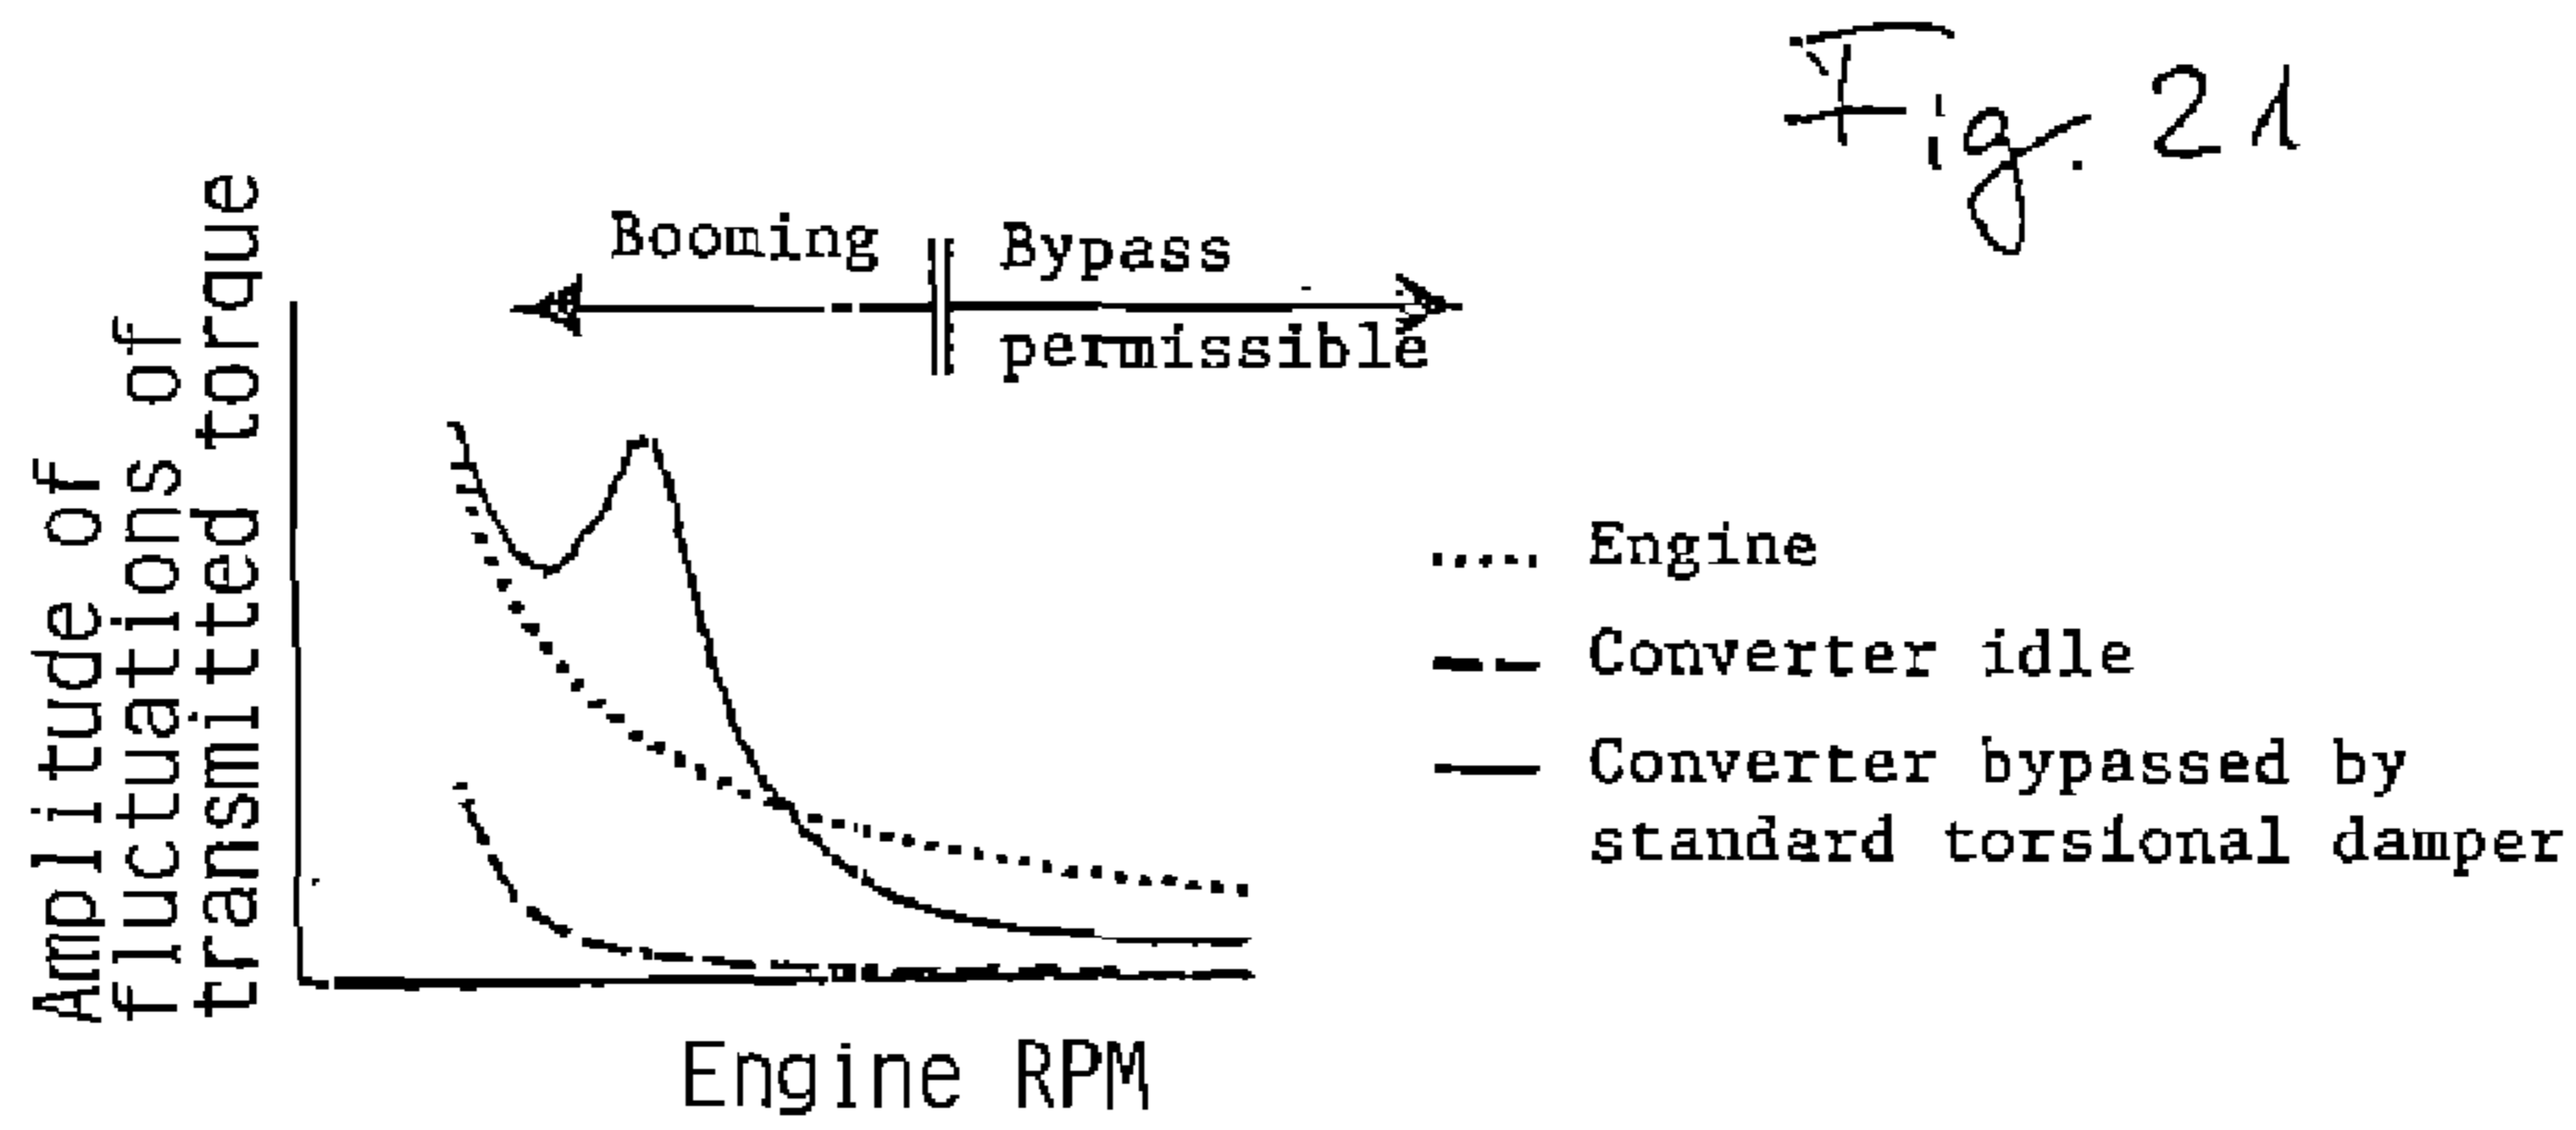 Fig. 21
Booming
Bypass
permissible
Amplitude of
fluctuations of
transmitted torque
Engine RPM
Engine
Converter idle
Converter bypassed by
standard torsional damper